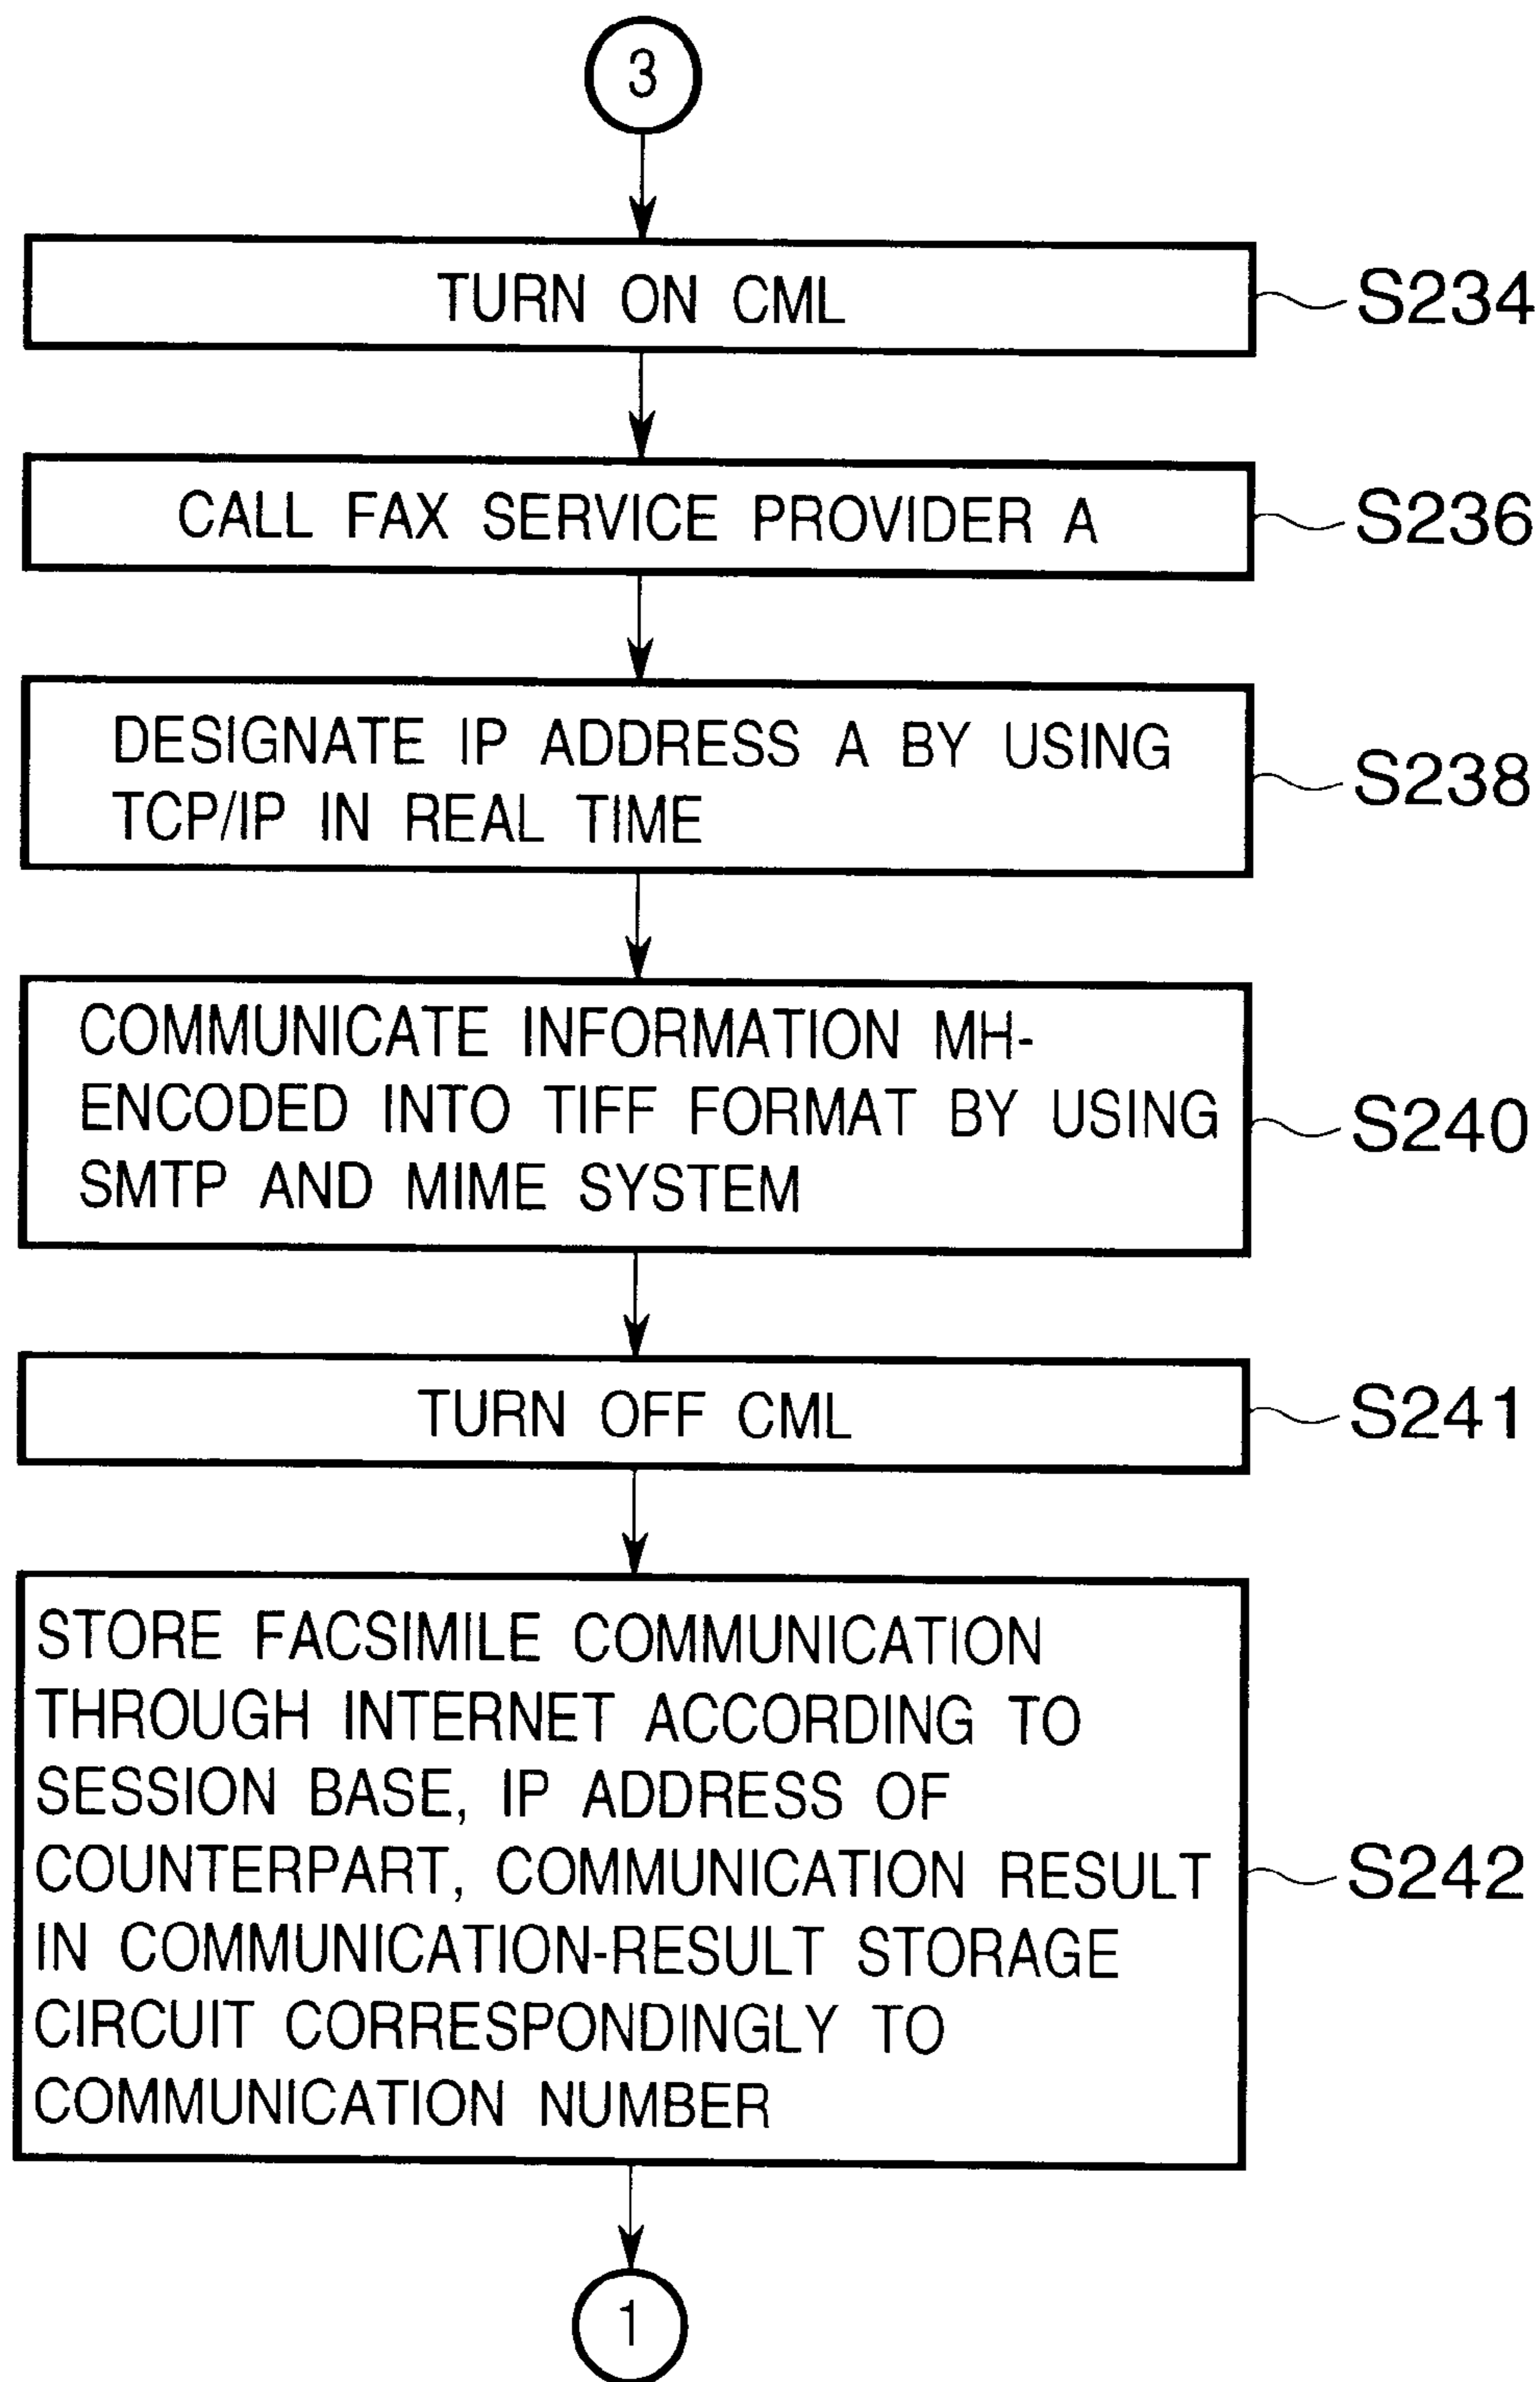 3
TURN ON CML
S234
CALL FAX SERVICE PROVIDER A
S236
DESIGNATE IP ADDRESS A BY USING
TCP/IP IN REAL TIME
S238
COMMUNICATE INFORMATION MH-
ENCODED INTO TIFF FORMAT BY USING
SMTP AND MIME SYSTEM
S240
TURN OFF CML
S241
STORE FACSIMILE COMMUNICATION
THROUGH INTERNET ACCORDING TO
SESSION BASE, IP ADDRESS OF
COUNTERPART, COMMUNICATION RESULT
IN COMMUNICATION-RESULT STORAGE
CIRCUIT CORRESPONDINGLY TO
COMMUNICATION NUMBER
S242
1